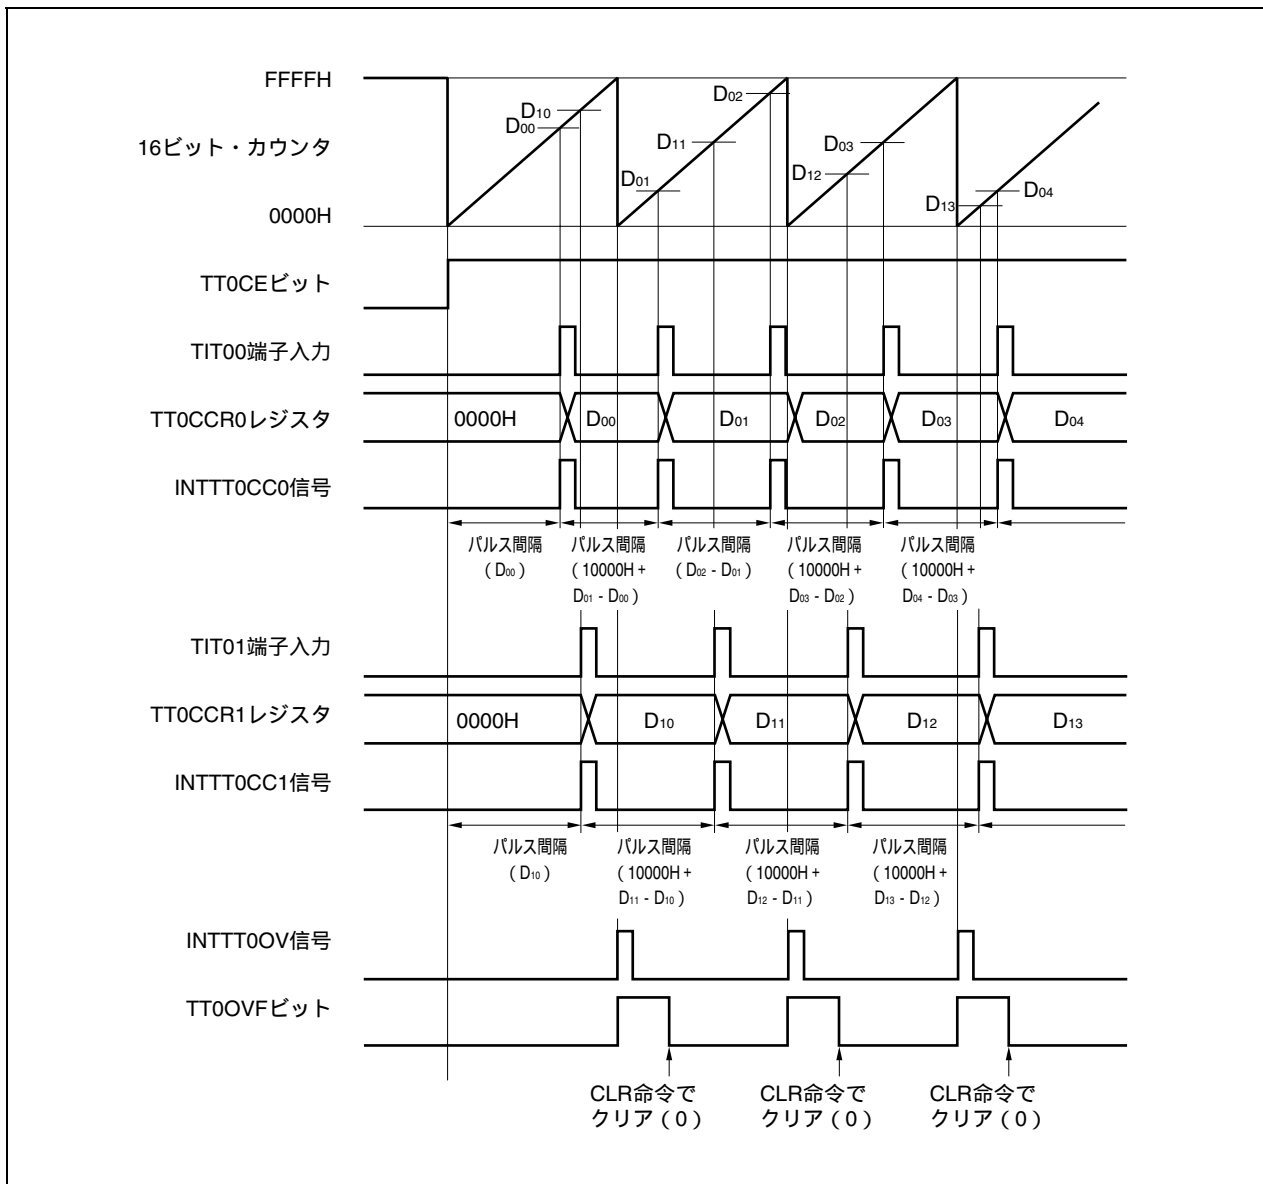 FFFFH
16ビット・カウンタ
0000H
D10
D00
D01
D11
D02
D12
D03
D13
D04
TT0CEビット
TIT00端子入力
TT0CCR0レジスタ
0000H D00 D01 D02 D03 D04
INTTT0CC0信号
パルス間隔
(D00)
パルス間隔
(10000H +
D01 - D00)
パルス間隔
(D02 - D01)
パルス間隔
(10000H +
D03 - D02)
パルス間隔
(10000H +
D04 - D03)
TIT01端子入力
TT0CCR1レジスタ
0000H D10 D11 D12 D13
INTTT0CC1信号
パルス間隔
(D10)
パルス間隔
(10000H +
D11 - D10)
パルス間隔
(10000H +
D12 - D11)
パルス間隔
(10000H +
D13 - D12)
INTTT0OV信号
TT0OVFビット
CLR命令で
クリア(0)
CLR命令で
クリア(0)
CLR命令で
クリア(0)